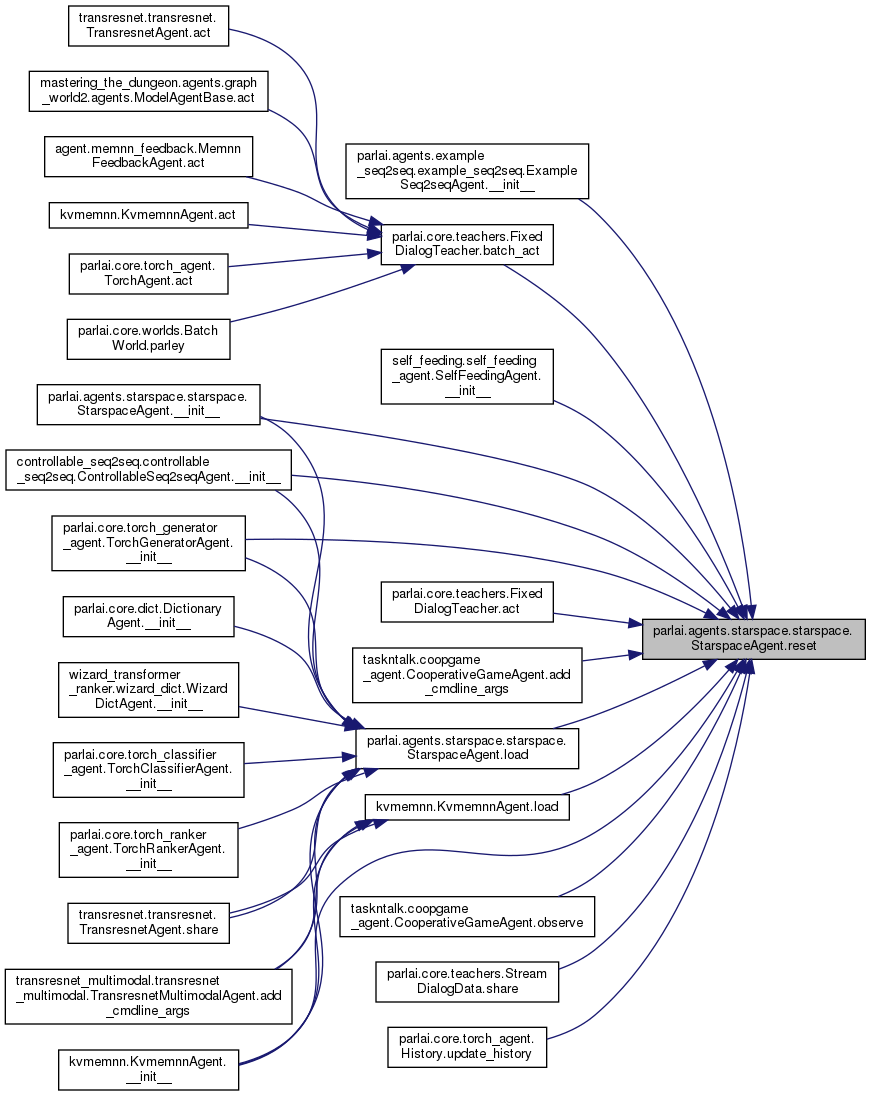 transresnet.transresnet.
TransresnetAgent.act
mastering_the_dungeon.agents.graph
_world2.agents.ModelAgentBase.act
agent.memnn_feedback.Memnn
FeedbackAgent.act
kvmemnn.KvmemnnAgent.act
parlai.core.torch_agent.
TorchAgent.act
parlai.core.worlds.Batch
World.parley
parlai.agents.starspace.starspace.
StarspaceAgent.__init__
controllable_seq2seq.controllable
_seq2seq.ControllableSeq2seqAgent.__init__
parlai.core.torch_generator
_agent.TorchGeneratorAgent.
__init__
parlai.core.dict.Dictionary
Agent.__init__
wizard_transformer
_ranker.wizard_dict.Wizard
DictAgent.__init__
parlai.core.torch_classifier
_agent.TorchClassifierAgent.
__init__
parlai.core.torch_ranker
_agent.TorchRankerAgent.
__init__
transresnet.transresnet.
TransresnetAgent.share
transresnet_multimodal.transresnet
_multimodal.TransresnetMultimodalAgent.add
_cmdline_args
kvmemnn.KvmemnnAgent.
__init__
parlai.agents.example
_seq2seq.example_seq2seq.Example
Seq2seqAgent.__init__
parlai.core.teachers.Fixed
DialogTeacher.batch_act
self_feeding.self_feeding
_agent.SelfFeedingAgent.
__init__
parlai.core.teachers.Fixed
DialogTeacher.act
taskntalk.coopgame
_agent.CooperativeGameAgent.add
_cmdline_args
parlai.agents.starspace.starspace.
StarspaceAgent.load
kvmemnn.KvmemnnAgent.load
taskntalk.coopgame
_agent.CooperativeGameAgent.observe
parlai.core.teachers.Stream
DialogData.share
parlai.core.torch_agent.
History.update_history
parlai.agents.starspace.starspace.
StarspaceAgent.reset